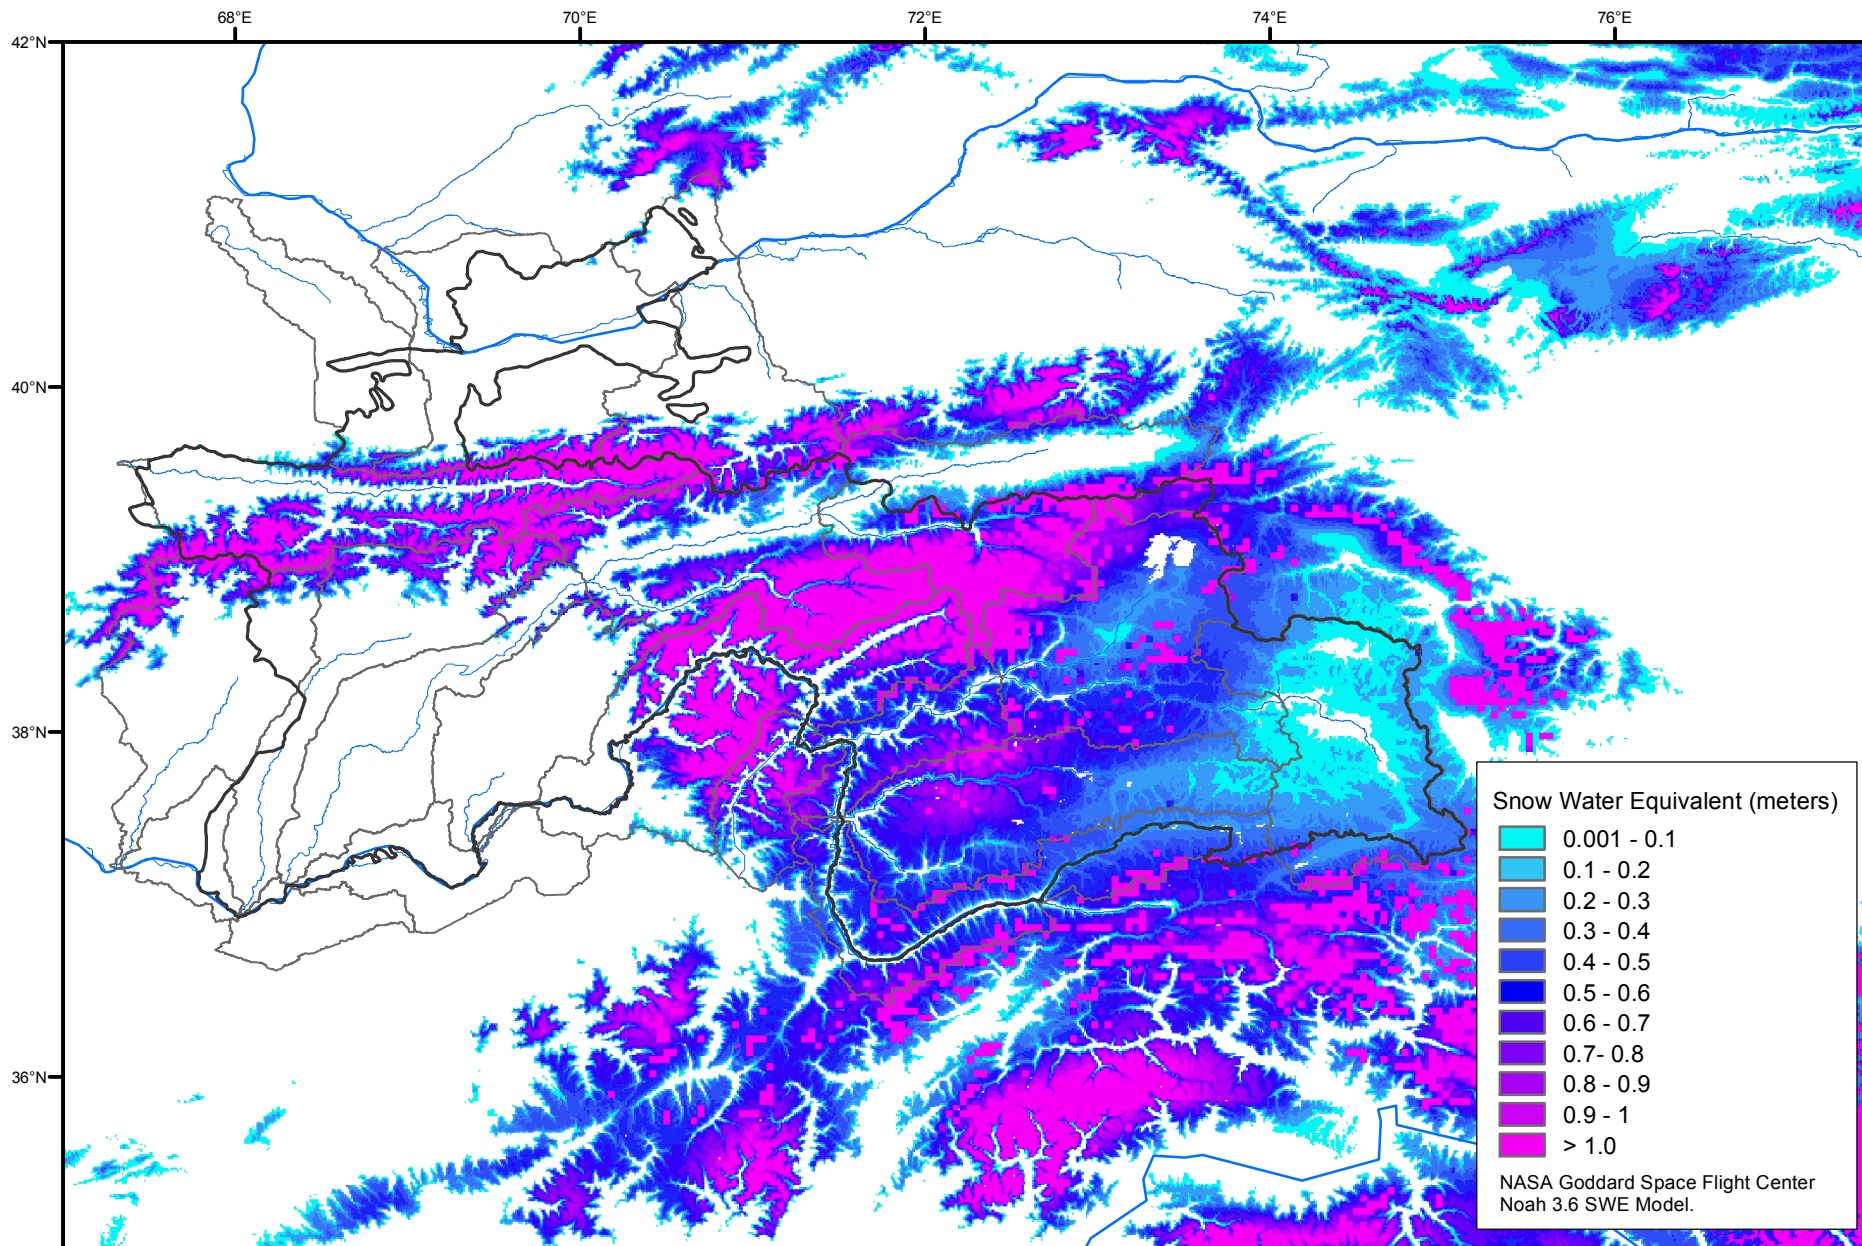 68°E 70°E 72°E 74°E 76°E
42°N
40°N
38°N
36°N
Snow Water Equivalent (meters)
0.001 - 0.1
0.1 - 0.2
0.2 - 0.3
0.3 - 0.4
0.4 - 0.5
0.5 - 0.6
0.6 - 0.7
0.7- 0.8
0.8 - 0.9
0.9 - 1
> 1.0
NASA Goddard Space Flight Center
Noah 3.6 SWE Model.